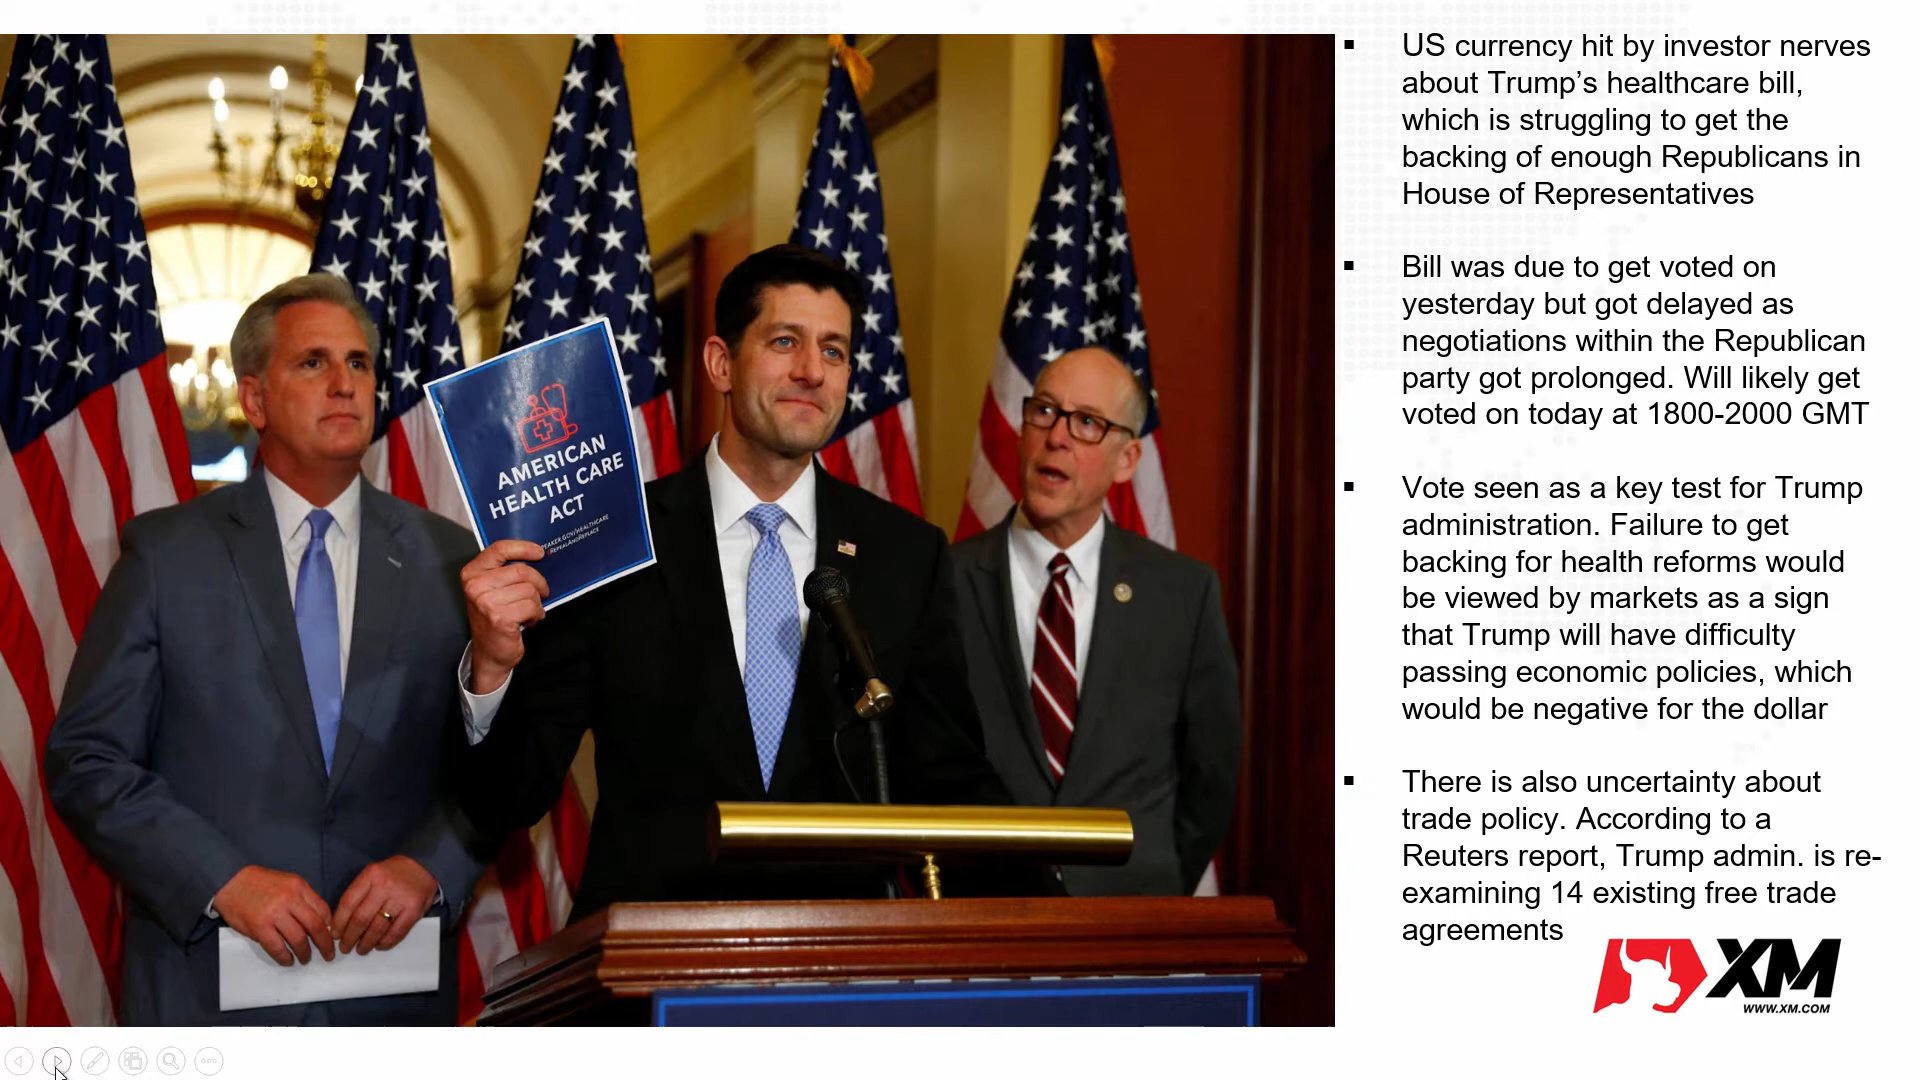 US currency hit by investor nerves
about Trump’s healthcare bill,
which is struggling to get the
backing of enough Republicans in
House of Representatives
Bill was due to get voted on
yesterday but got delayed as
negotiations within the Republican
party got prolonged. Will likely get
voted on today at 1800-2000 GMT
Vote seen as a key test for Trump
administration. Failure to get
backing for health reforms would
be viewed by markets as a sign
that Trump will have difficulty
passing economic policies, which
would be negative for the dollar
There is also uncertainty about
trade policy. According to a
Reuters report, Trump admin. is re-
examining 14 existing free trade
agreements
AMERICAN
HEALTH CARE
ACT
#REPEALANDREPLACE
XM
WWW.XM.COM